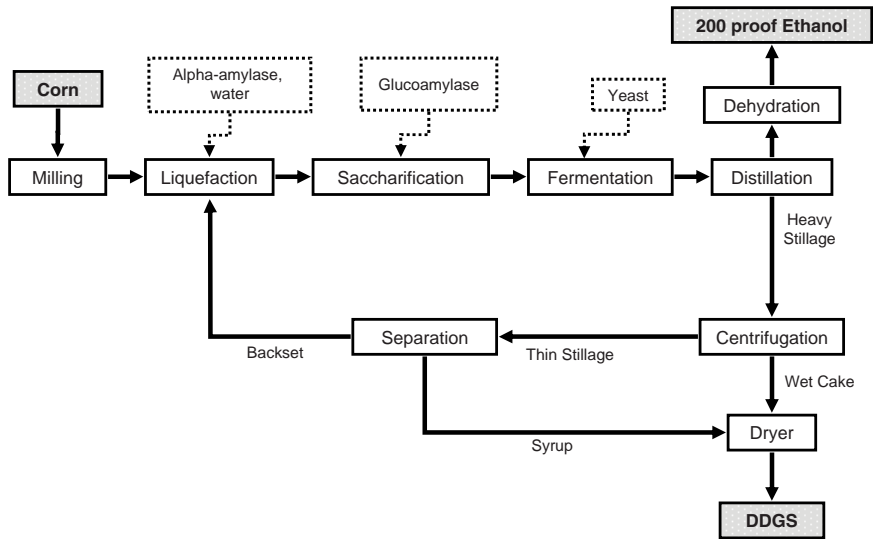 200 proof Ethanol
Alpha-amylase,
water
Glucoamylase
Yeast
Corn
Dehydration
Milling
Liquefaction
Saccharification
Fermentation
Distillation
Heavy
Stillage
Separation
Centrifugation
Backset
Thin Stillage
Wet Cake
Dryer
Syrup
DDGS